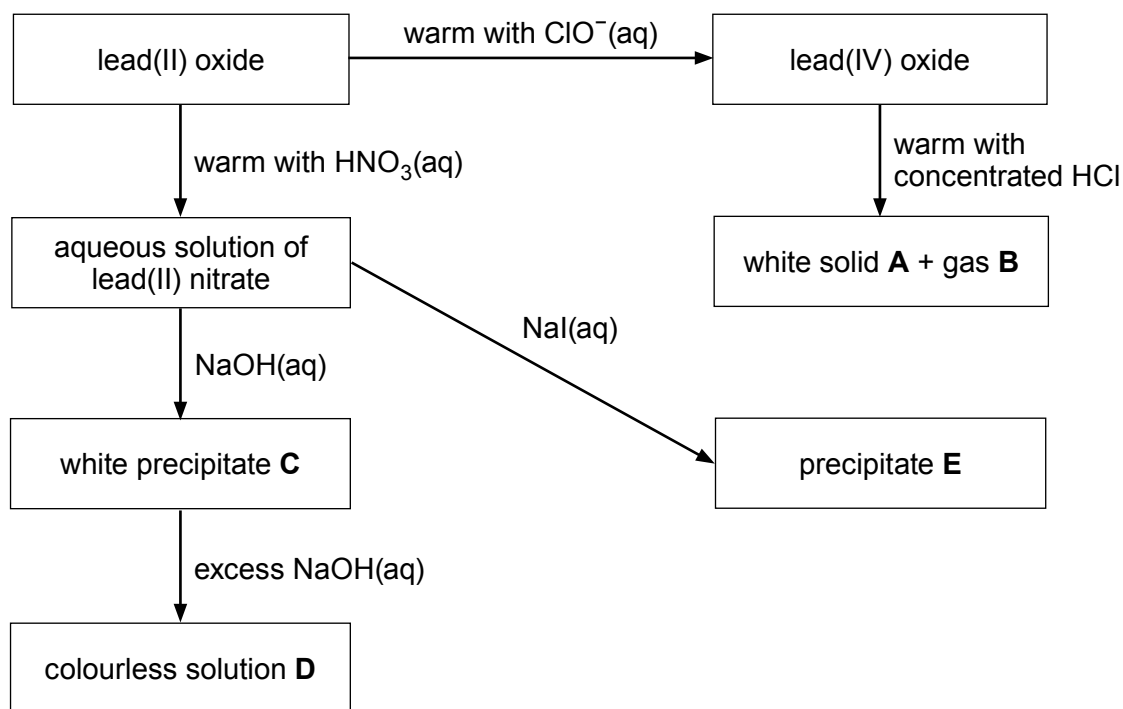 lead(II) oxide
warm with ClO⁻(aq)
lead(IV) oxide
warm with HNO₃(aq)
warm with
concentrated HCl
aqueous solution of
lead(II) nitrate
white solid A + gas B
NaI(aq)
NaOH(aq)
white precipitate C
precipitate E
excess NaOH(aq)
colourless solution D